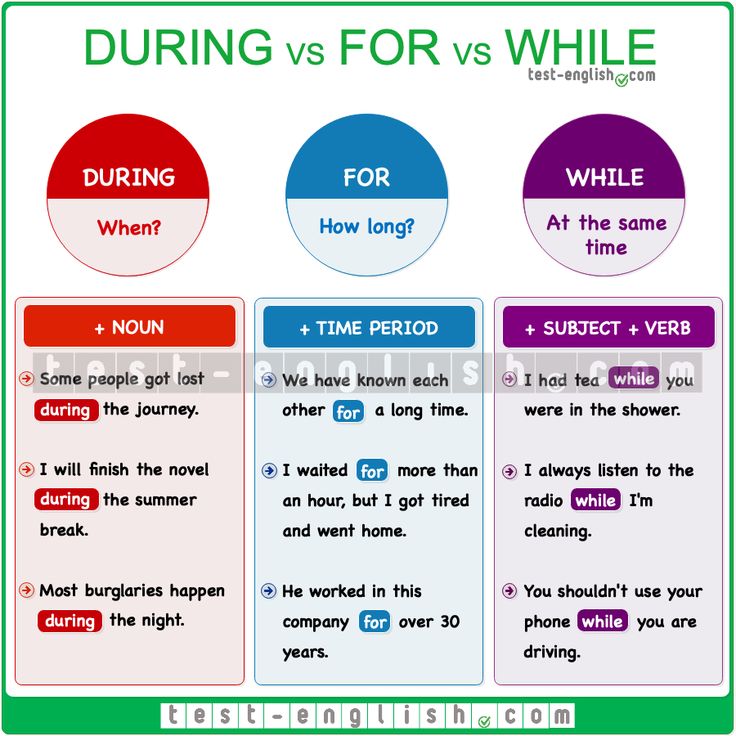 DURING vs FOR vs WHILE
test-english.com
DURING
When?
FOR
How long?
WHILE
At the same
time
+ NOUN
Some people got lost
during the journey.
I will finish the novel
during the summer
break.
Most burglaries happen
during the night.
+ TIME PERIOD
We have known each
other for a long time.
I waited for more than
an hour, but I got tired
and went home.
He worked in this
company for over 30
years.
+ SUBJECT + VERB
I had tea while you
were in the shower.
I always listen to the
radio while I'm
cleaning.
You shouldn't use your
phone while you are
driving.
test-english.com
test-english.com